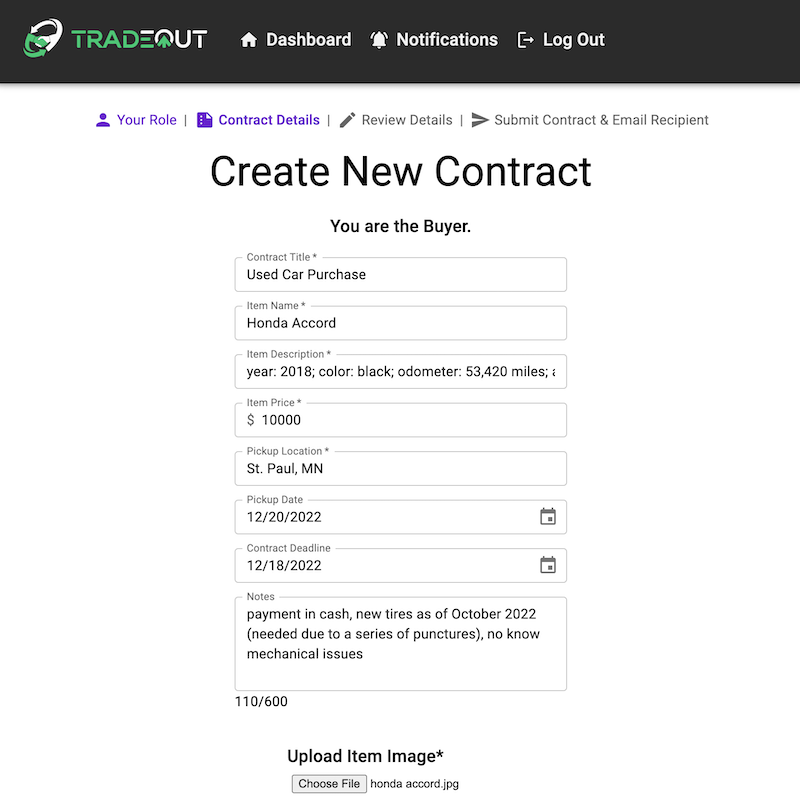 TRADEOUT Dashboard Notifications Log Out
Your Role | Contract Details | Review Details | Submit Contract & Email Recipient
Create New Contract
You are the Buyer.
Contract Title *
Used Car Purchase
Item Name *
Honda Accord
Item Description *
year: 2018; color: black; odometer: 53,420 miles;
Item Price *
$ 10000
Pickup Location *
St. Paul, MN
Pickup Date
12/20/2022
Contract Deadline
12/18/2022
Notes
payment in cash, new tires as of October 2022
(needed due to a series of punctures), no know
mechanical issues
110/600
Upload Item Image*
Choose File honda accord.jpg